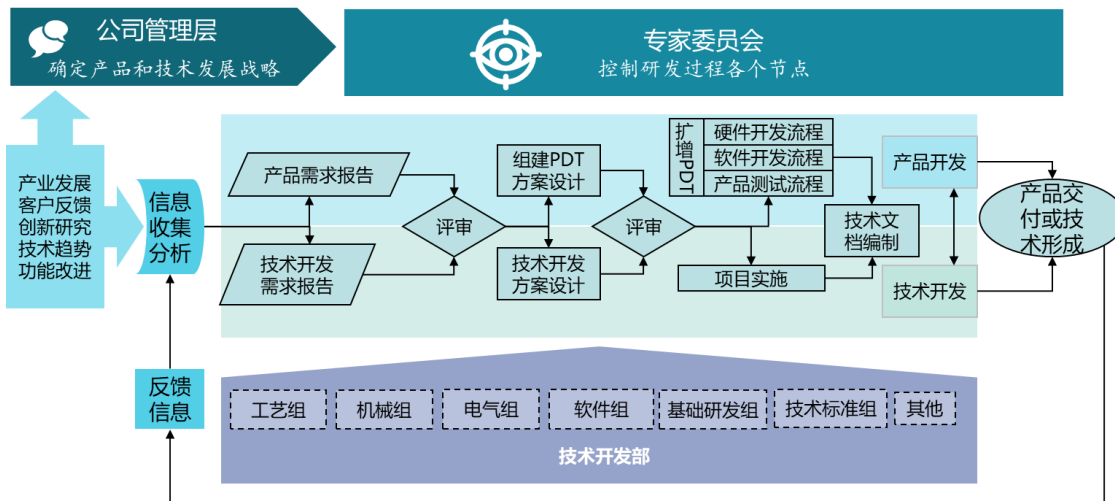 公司管理层
确定产品和技术发展战略
专家委员会
控制研发过程各个节点
产业发展
客户反馈
创新研究
技术趋势
功能改进
信息
收集
分析
产品需求报告
技术开发
需求报告
评审
组建PDT
方案设计
技术开发
方案设计
评审
扩增PDT
硬件开发流程
软件开发流程
产品测试流程
项目实施
技术文
档编制
产品开发
技术开发
产品交
付或技
术形成
反馈
信息
工艺组
机械组
电气组
软件组
基础研发组
技术标准组
其他
技术开发部